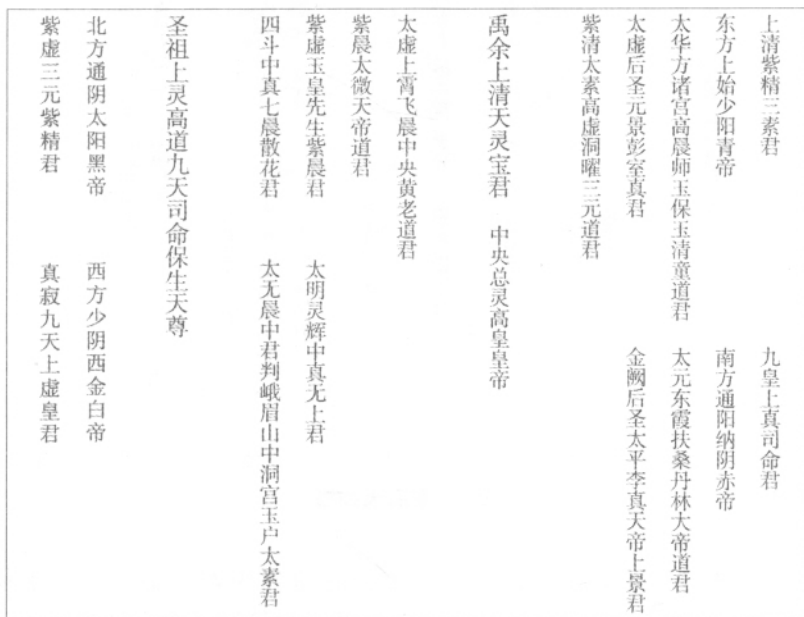 上清紫精三素君 九皇上真司命君
东方上始少阳青帝 南方通阳纳阴赤帝
太华方诸宫高晨师玉保玉清童道君 太元东霞扶桑丹林大帝道君
太虚后圣元景彭室真君 金阙后圣太平李真天帝上景君
紫清太素高虚洞曜三元道君
禹余上清天灵宝君 中央总灵高皇皇帝
太虚上霄飞晨中央黄老道君
紫晨太微天帝道君
紫虚玉皇先生紫晨君 太明灵辉中真无上君
四斗中真七晨散花君 太无晨中君判峨眉山中洞宫玉户太素君
圣祖上灵高道九天司命保生天尊
北方通阴太阳黑帝 西方少阴西金白帝
紫虚三元紫精君 真寂九天上虚皇君